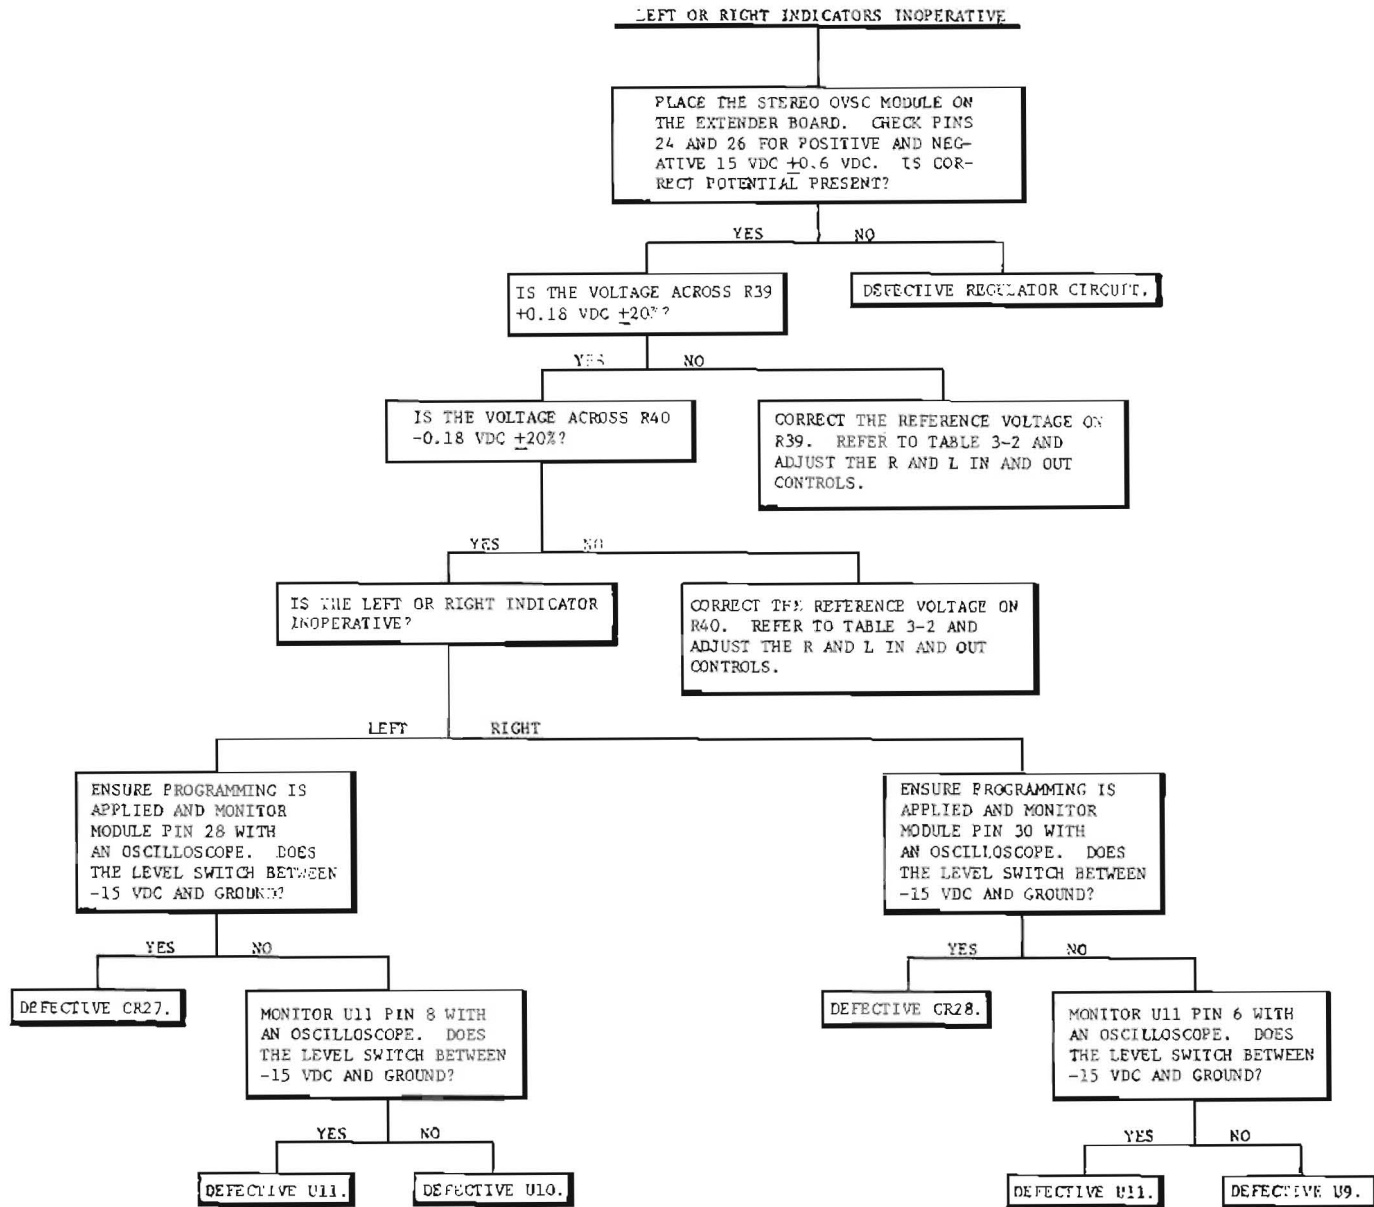 LEFT OR RIGHT INDICATORS INOPERATIVE
PLACE THE STEREO OVSC MODULE ON
THE EXTENDER BOARD. CHECK PINS
24 AND 26 FOR POSITIVE AND NEG-
ATIVE 15 VDC ±0.6 VDC. IS COR-
RECT POTENTIAL PRESENT?
YES NO
IS THE VOLTAGE ACROSS R39
+0.18 VDC ±20%?
DEFECTIVE REGULATOR CIRCUIT.
YES NO
IS THE VOLTAGE ACROSS R40
-0.18 VDC ±20%?
CORRECT THE REFERENCE VOLTAGE ON
R39. REFER TO TABLE 3-2 AND
ADJUST THE R AND L IN AND OUT
CONTROLS.
YES NO
IS THE LEFT OR RIGHT INDICATOR
INOPERATIVE?
CORRECT THE REFERENCE VOLTAGE ON
R40. REFER TO TABLE 3-2 AND
ADJUST THE R AND L IN AND OUT
CONTROLS.
LEFT RIGHT
ENSURE PROGRAMMING IS
APPLIED AND MONITOR
MODULE PIN 28 WITH
AN OSCILLOSCOPE. DOES
THE LEVEL SWITCH BETWEEN
-15 VDC AND GROUND?
ENSURE PROGRAMMING IS
APPLIED AND MONITOR
MODULE PIN 30 WITH
AN OSCILLOSCOPE. DOES
THE LEVEL SWITCH BETWEEN
-15 VDC AND GROUND?
YES NO
YES NO
DEFECTIVE CR27.
MONITOR U11 PIN 8 WITH
AN OSCILLOSCOPE. DOES
THE LEVEL SWITCH BETWEEN
-15 VDC AND GROUND?
DEFECTIVE CR28.
MONITOR U11 PIN 6 WITH
AN OSCILLOSCOPE. DOES
THE LEVEL SWITCH BETWEEN
-15 VDC AND GROUND?
YES NO
YES NO
DEFECTIVE U11.
DEFECTIVE U10.
DEFECTIVE U11.
DEFECTIVE U9.